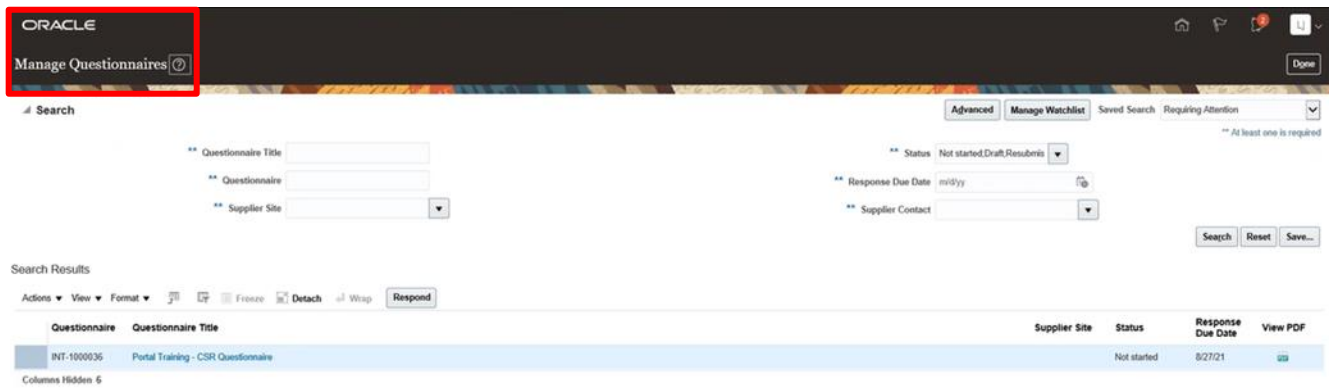 ORACLE
2
Manage Questionnaires
Done
Search
Advanced Manage Watchlist Saved Search Requiring Attention
** At least one is required
** Questionnaire Title ** Status Not started;Draft;Resubmis
** Questionnaire ** Response Due Date m/d/yy
** Supplier Site ** Supplier Contact
Search Reset Save...
Search Results
Actions View Format Freeze Detach Wrap Respond
Questionnaire Questionnaire Title Supplier Site Status Response Due Date View PDF
INT-1000036 Portal Training - CSR Questionnaire Not started 8/27/21
Columns Hidden 6